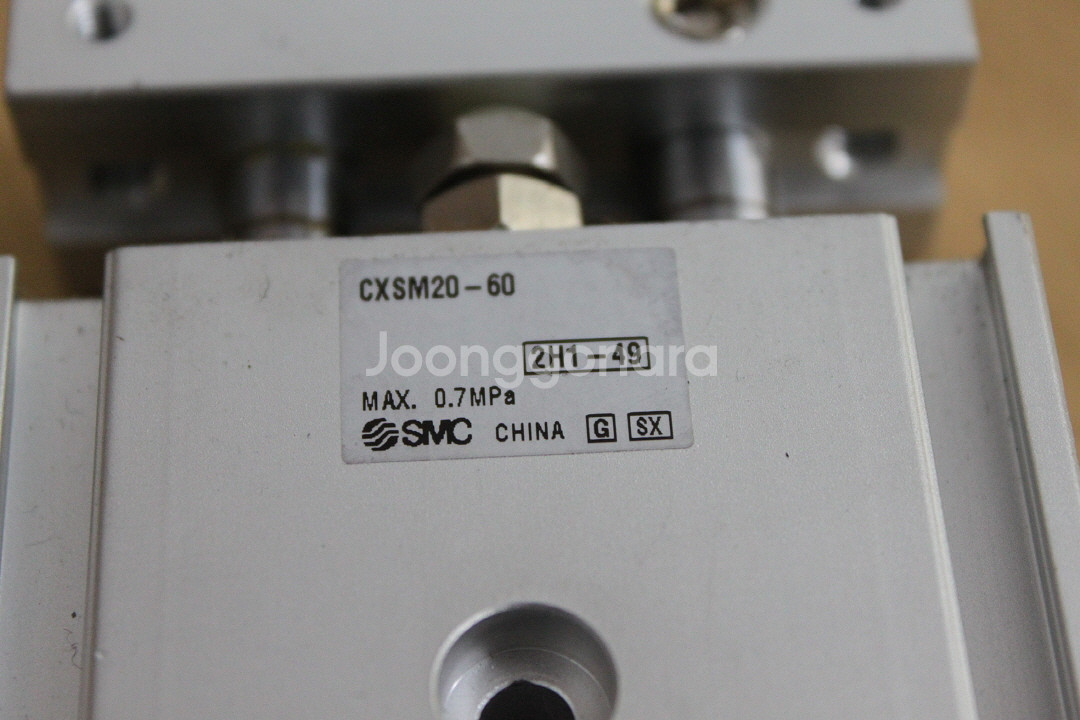 CXSM20-60
2H1-49
Joonggonara
MAX. 0.7MPa
SMC CHINA G SX